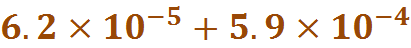 6.2 × 10⁻⁵ + 5.9 × 10⁻⁴